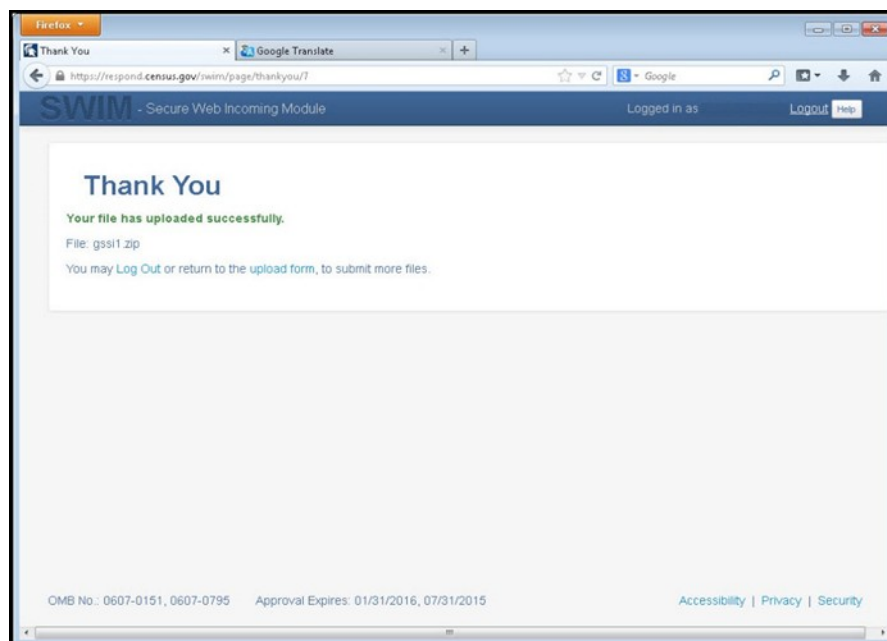 Firefox
Thank You
Google Translate
https://respond.census.gov/swim/page/thankyou/7
Google
SWIM - Secure Web Incoming Module
Logged in as
Logout
Help
Thank You
Your file has uploaded successfully.
File: gssi1.zip
You may Log Out or return to the upload form, to submit more files.
OMB No.: 0607-0151, 0607-0795 Approval Expires: 01/31/2016, 07/31/2015
Accessibility | Privacy | Security